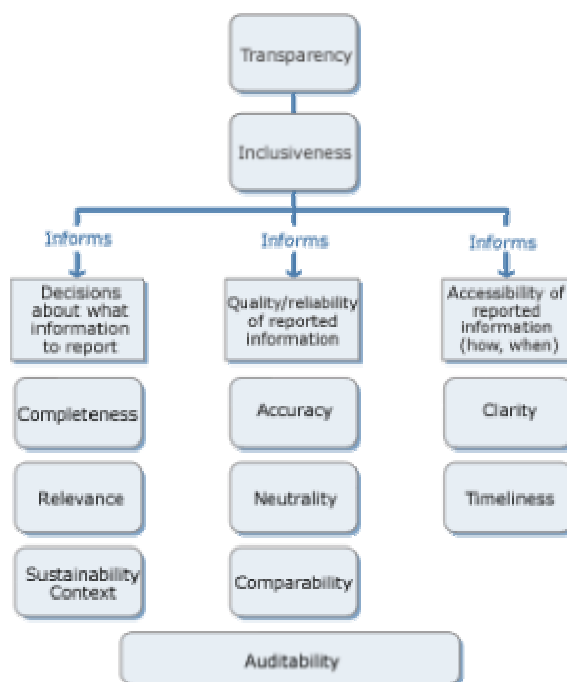 Transparency
Inclusiveness
Informs
Informs
Informs
Decisions
about what
information
to report
Quality/reliability
of reported
information
Accessibility of
reported
information
(how, when)
Completeness
Accuracy
Clarity
Relevance
Neutrality
Timeliness
Sustainability
Context
Comparability
Auditability